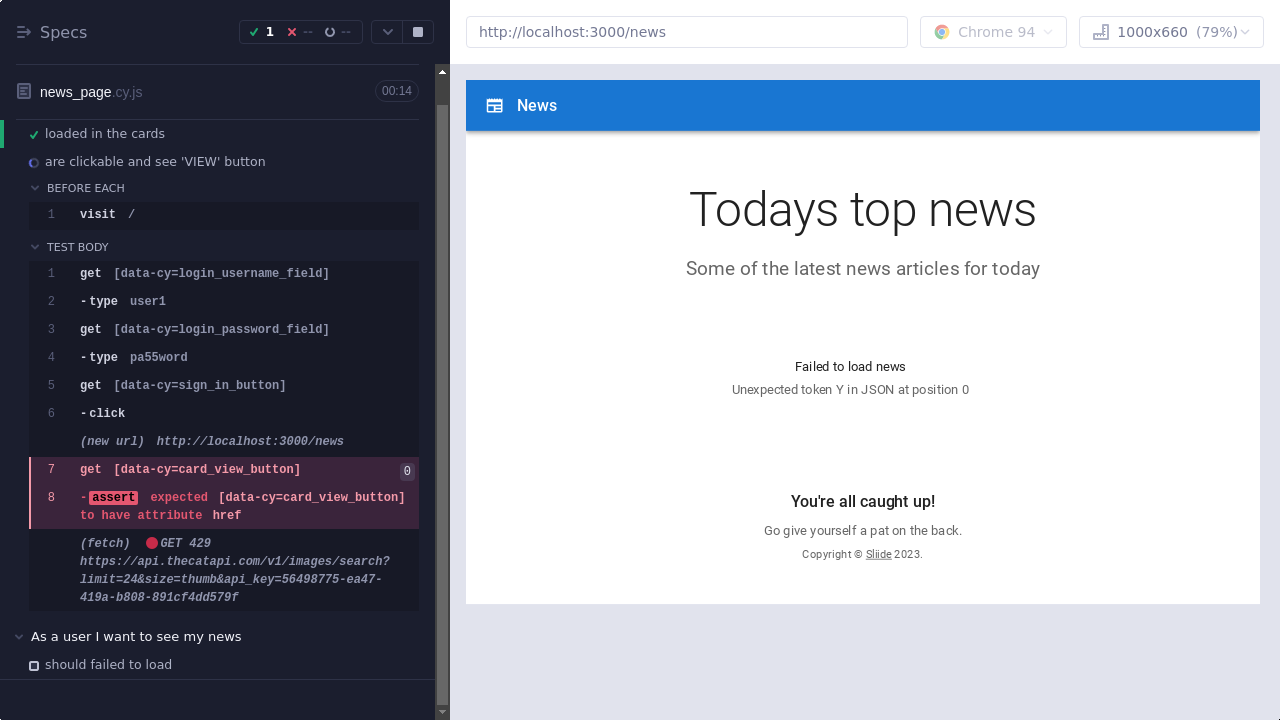 Specs
1 -- --
news_page.cy.js 00:14
loaded in the cards
are clickable and see 'VIEW' button
BEFORE EACH
1 visit /
TEST BODY
1 get [data-cy=login_username_field]
2 -type user1
3 get [data-cy=login_password_field]
4 -type pa55word
5 get [data-cy=sign_in_button]
6 -click
(new url) http://localhost:3000/news
7 get [data-cy=card_view_button] 0
8 -assert expected [data-cy=card_view_button]
to have attribute href
(fetch) GET 429
https://api.thecatapi.com/v1/images/search?
limit=24&size=thumb&api_key=56498775-ea47-
419a-b808-891cf4dd579f
As a user I want to see my news
should failed to load
http://localhost:3000/news
Chrome 94
1000x660 (79%)
News
Todays top news
Some of the latest news articles for today
Failed to load news
Unexpected token Y in JSON at position 0
You're all caught up!
Go give yourself a pat on the back.
Copyright © Sliide 2023.